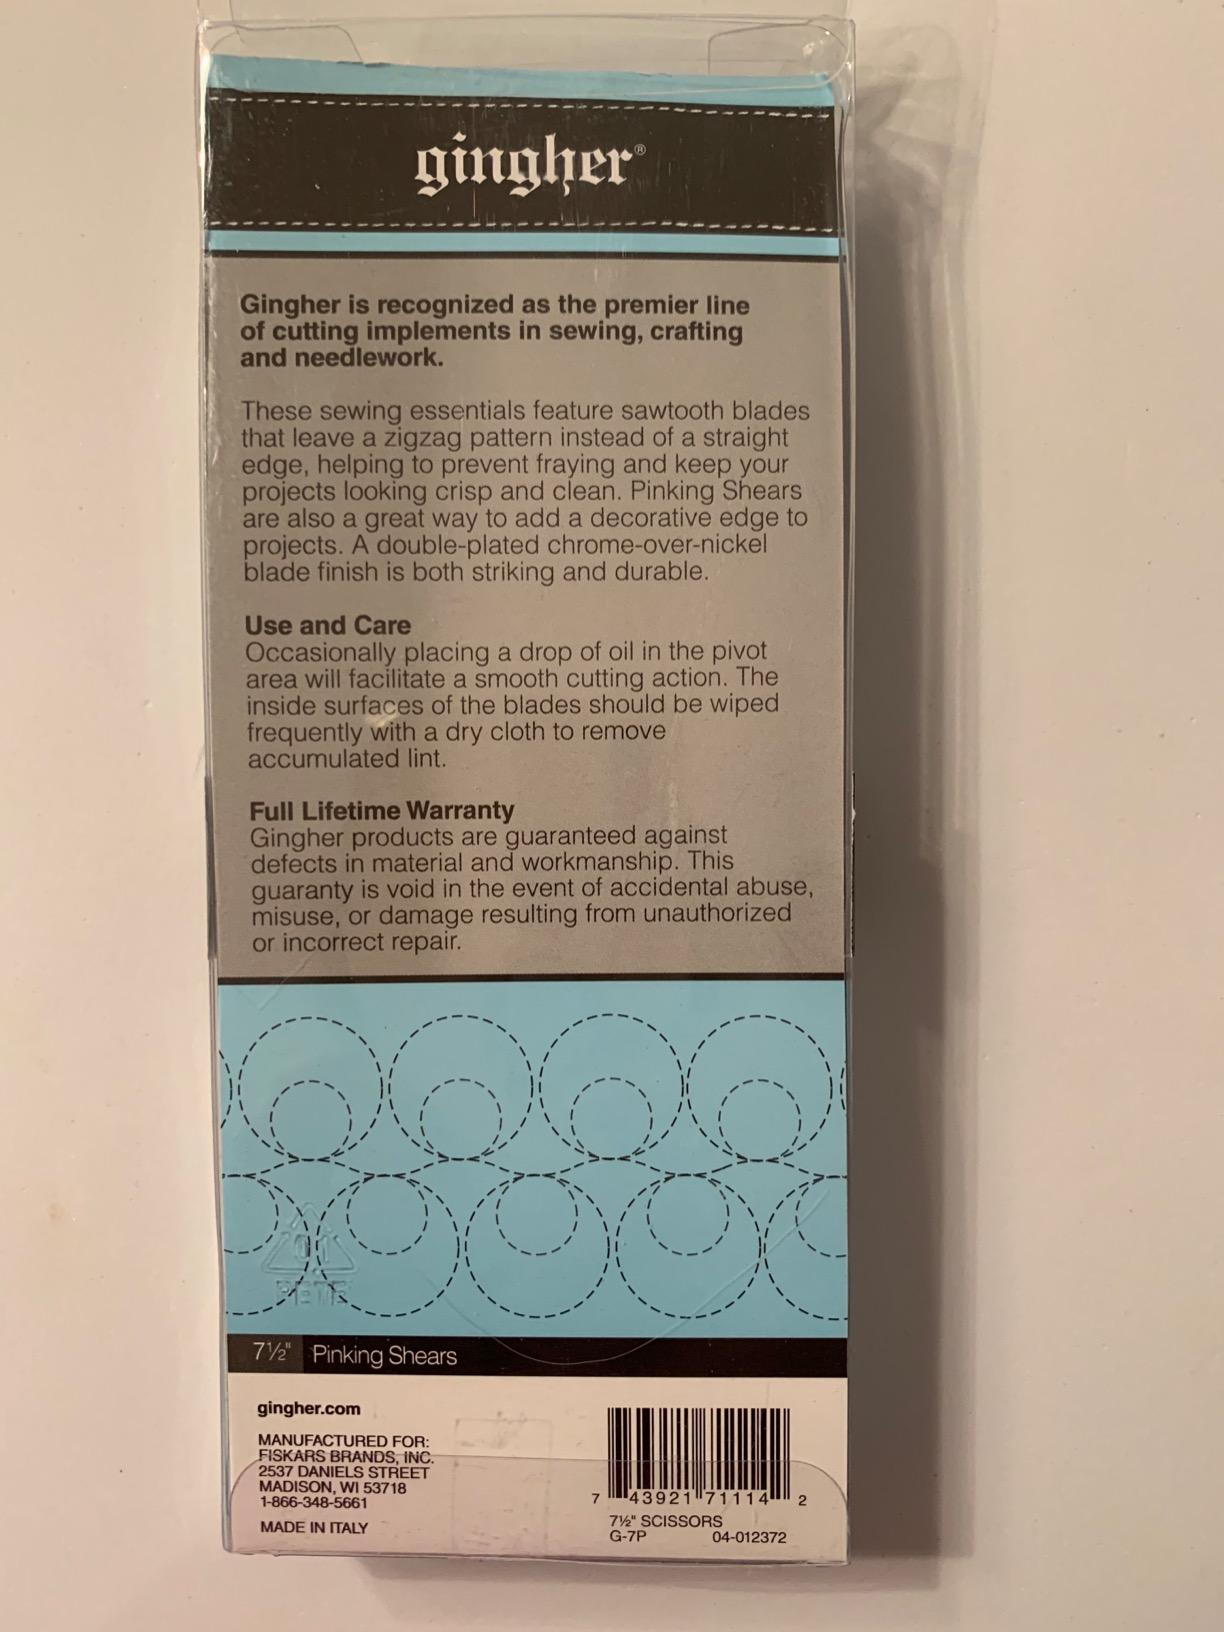 gingher®
Gingher is recognized as the premier line
of cutting implements in sewing, crafting
and needlework.
These sewing essentials feature sawtooth blades
that leave a zigzag pattern instead of a straight
edge, helping to prevent fraying and keep your
projects looking crisp and clean. Pinking Shears
are also a great way to add a decorative edge to
projects. A double-plated chrome-over-nickel
blade finish is both striking and durable.
Use and Care
Occasionally placing a drop of oil in the pivot
area will facilitate a smooth cutting action. The
inside surfaces of the blades should be wiped
frequently with a dry cloth to remove
accumulated lint.
Full Lifetime Warranty
Gingher products are guaranteed against
defects in material and workmanship. This
guaranty is void in the event of accidental abuse,
misuse, or damage resulting from unauthorized
or incorrect repair.
7½" Pinking Shears
gingher.com
MANUFACTURED FOR:
FISKARS BRANDS, INC.
2537 DANIELS STREET
MADISON, WI 53718
1-866-348-5661
MADE IN ITALY
7 43921 71114 2
7½" SCISSORS
G-7P 04-012372